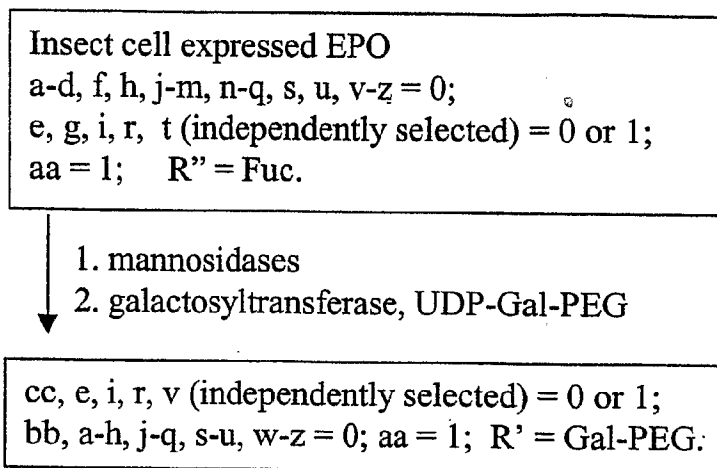 Insect cell expressed EPO
a-d, f, h, j-m, n-q, s, u, v-z = 0;
e, g, i, r, t (independently selected) = 0 or 1;
aa = 1; R” = Fuc.
1. mannosidases
2. galactosyltransferase, UDP-Gal-PEG
cc, e, i, r, v (independently selected) = 0 or 1;
bb, a-h, j-q, s-u, w-z = 0; aa = 1; R’ = Gal-PEG.